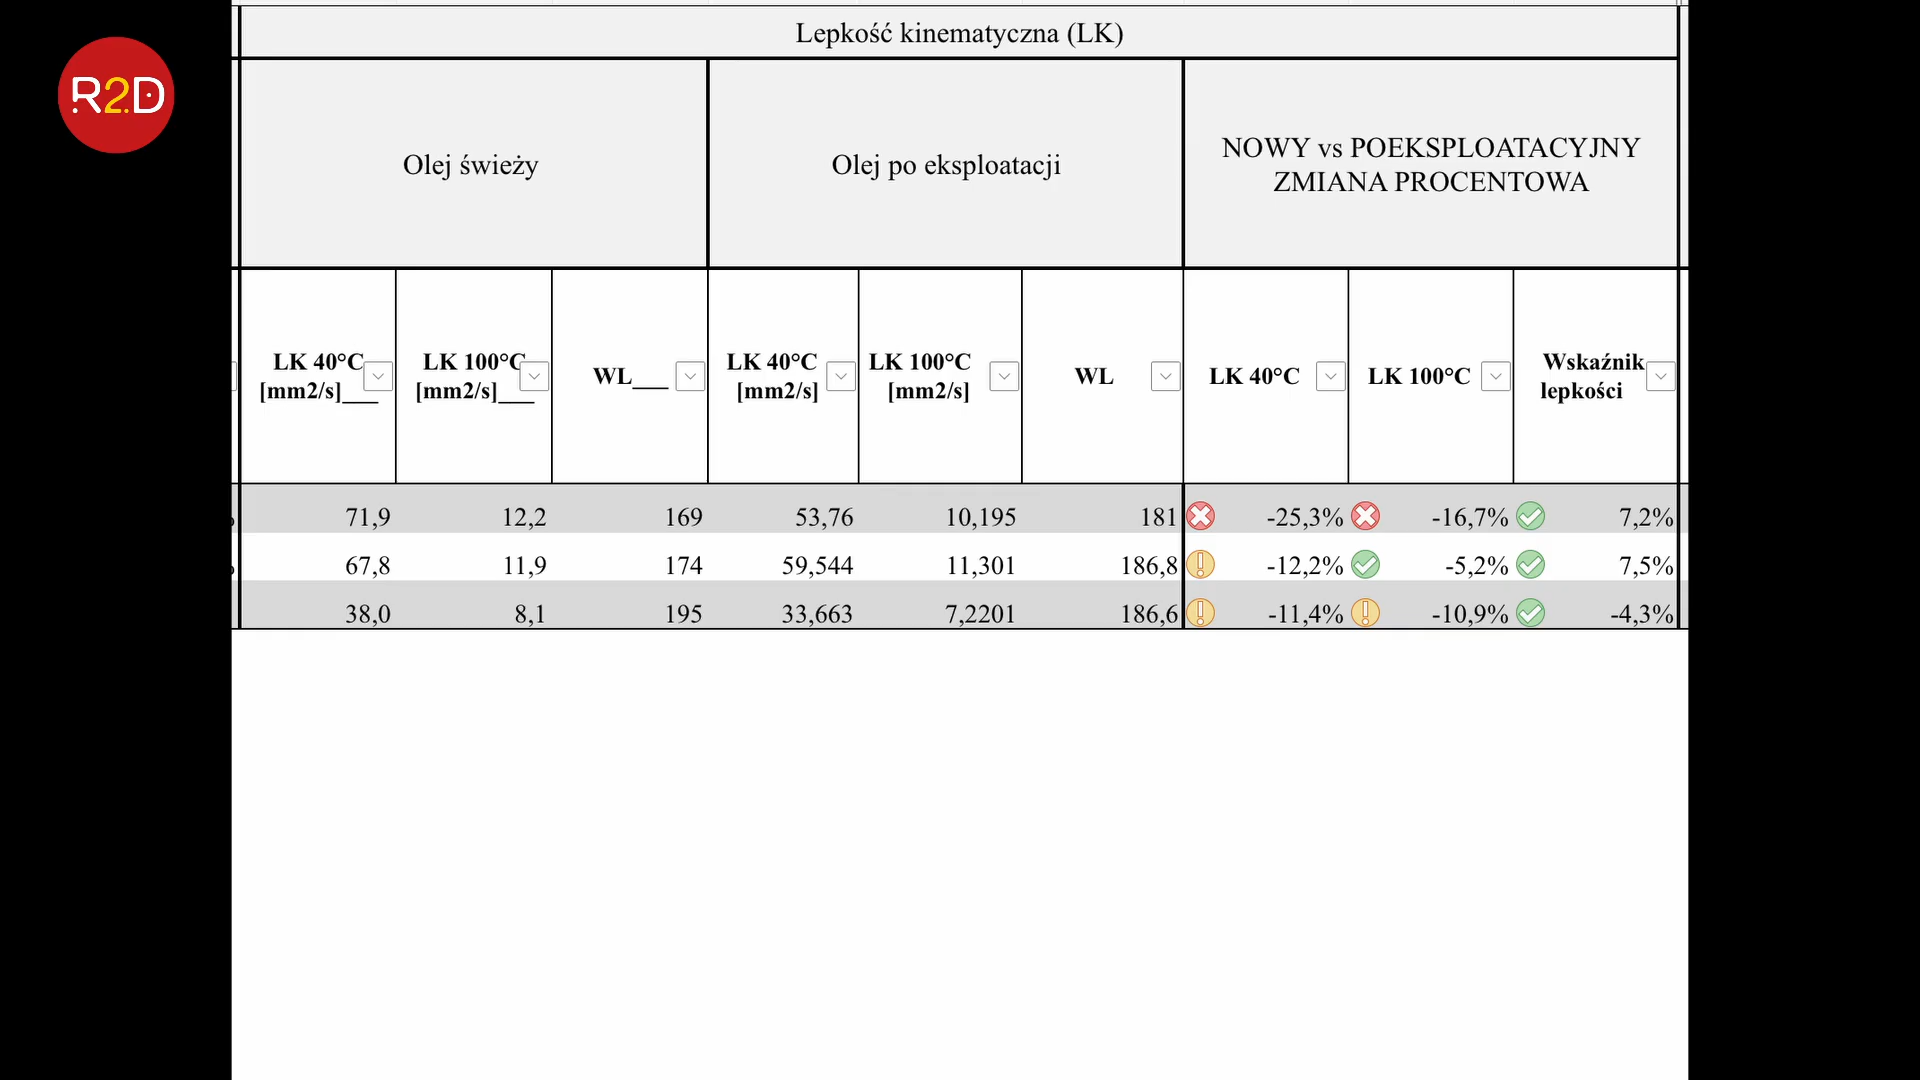 R2D
Lepkość kinematyczna (LK)
Olej świeży
Olej po eksploatacji
NOWY vs POEKSPLOATACYJNY
ZMIANA PROCENTOWA
LK 40°C
[mm2/s]___
LK 100°C
[mm2/s]___
WL___
LK 40°C
[mm2/s]
LK 100°C
[mm2/s]
WL
LK 40°C
LK 100°C
Wskaźnik
lepkości
71,9 12,2 169 53,76 10,195 181 -25,3% -16,7% 7,2%
67,8 11,9 174 59,544 11,301 186,8 -12,2% -5,2% 7,5%
38,0 8,1 195 33,663 7,2201 186,6 -11,4% -10,9% -4,3%